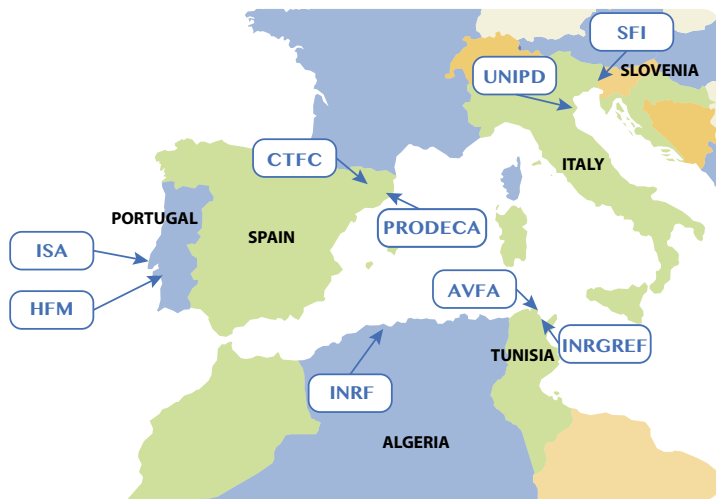 SFI
SLOVENIA
UNIPD
CTFC
ITALY
PORTUGAL
PRODECA
SPAIN
ISA
HFM
AVFA
TUNISIA
INRGREF
INRF
ALGERIA